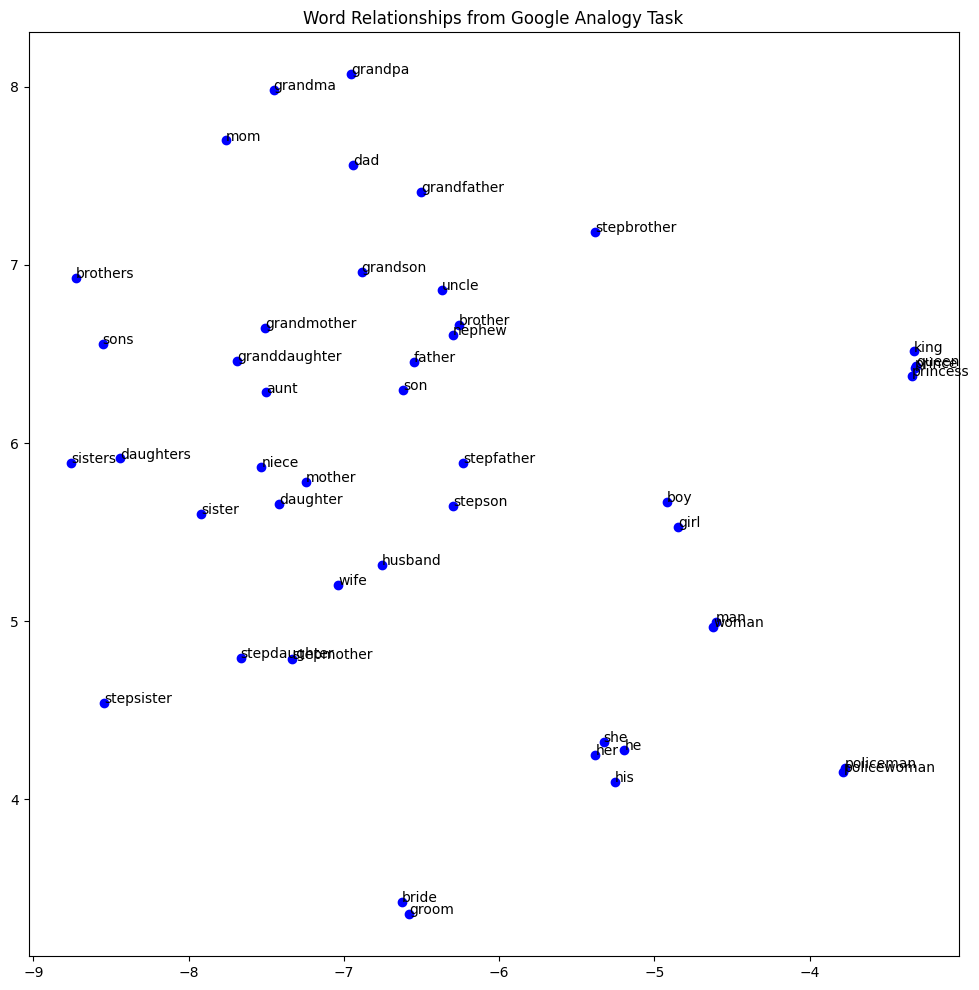 Word Relationships from Google Analogy Task
grandpa
grandma
8
mom
dad
grandfather
stepbrother
7
grandson
brothers
uncle
brother
grandmother
nephew
sons
king
queen
prince
granddaughter
father
princess
aunt
son
6
daughters
sisters
stepfather
niece
mother
boy
daughter
stepson
sister
girl
husband
wife
5
man
woman
stepdaughter
stepmother
stepsister
she
he
her
policeman
policewoman
4
his
bride
groom
−9 −8 −7 −6 −5 −4